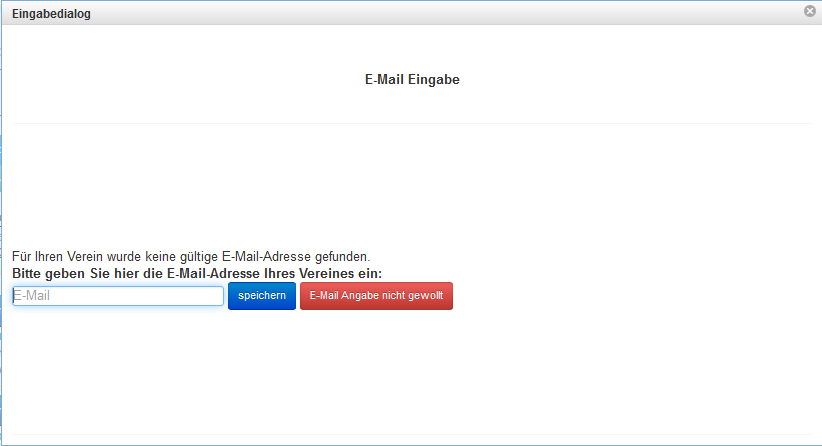 Eingabedialog
E-Mail Eingabe
Für Ihren Verein wurde keine gültige E-Mail-Adresse gefunden.
Bitte geben Sie hier die E-Mail-Adresse Ihres Vereines ein:
E-Mail speichern E-Mail Angabe nicht gewollt